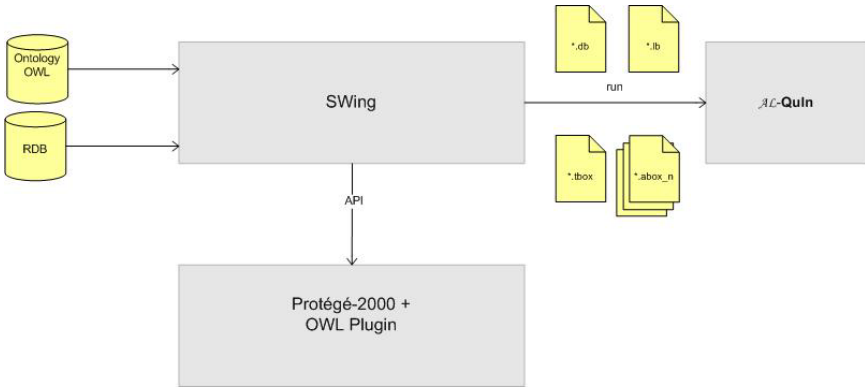 Ontology
OWL
RDB
SWing
API
Protégé-2000 +
OWL Plugin
*.db
*.lb
run
*.tbox
*.abox_n
AL-QuIn